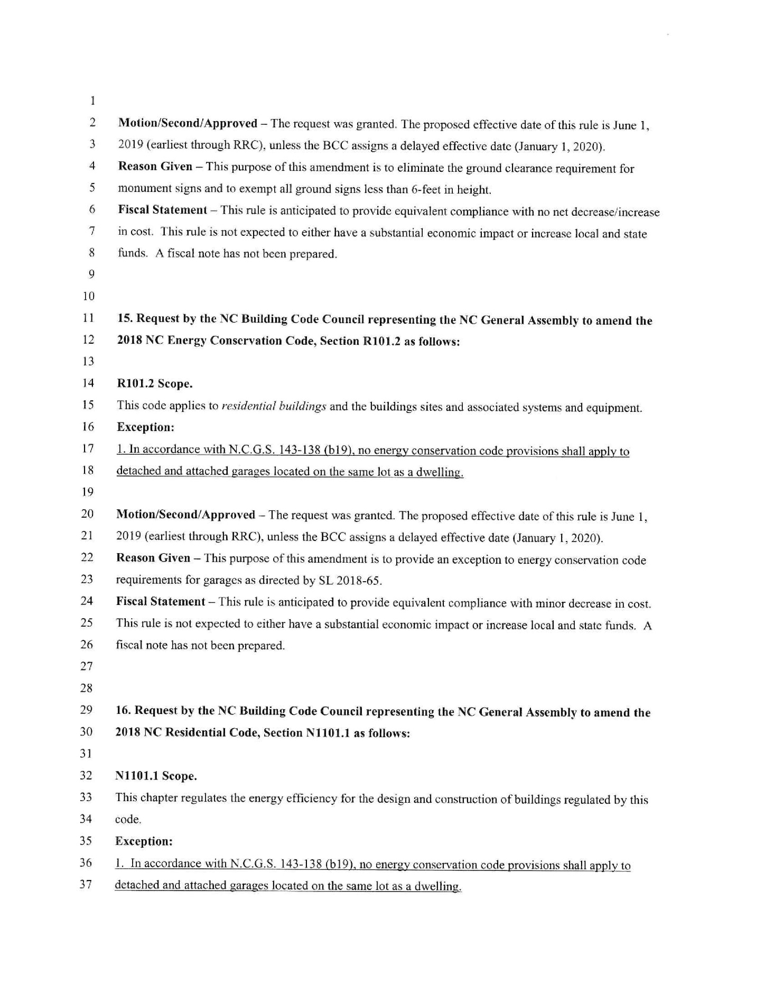 1
2 Motion/Second/Approved – The request was granted. The proposed effective date of this rule is June 1,
3 2019 (earliest through RRC), unless the BCC assigns a delayed effective date (January 1, 2020).
4 Reason Given – This purpose of this amendment is to eliminate the ground clearance requirement for
5 monument signs and to exempt all ground signs less than 6-feet in height.
6 Fiscal Statement – This rule is anticipated to provide equivalent compliance with no net decrease/increase
7 in cost. This rule is not expected to either have a substantial economic impact or increase local and state
8 funds. A fiscal note has not been prepared.
9
10
11 15. Request by the NC Building Code Council representing the NC General Assembly to amend the
12 2018 NC Energy Conservation Code, Section R101.2 as follows:
13
14 R101.2 Scope.
15 This code applies to residential buildings and the buildings sites and associated systems and equipment.
16 Exception:
17 1. In accordance with N.C.G.S. 143-138 (b19), no energy conservation code provisions shall apply to
18 detached and attached garages located on the same lot as a dwelling.
19
20 Motion/Second/Approved – The request was granted. The proposed effective date of this rule is June 1,
21 2019 (earliest through RRC), unless the BCC assigns a delayed effective date (January 1, 2020).
22 Reason Given – This purpose of this amendment is to provide an exception to energy conservation code
23 requirements for garages as directed by SL 2018-65.
24 Fiscal Statement – This rule is anticipated to provide equivalent compliance with minor decrease in cost.
25 This rule is not expected to either have a substantial economic impact or increase local and state funds. A
26 fiscal note has not been prepared.
27
28
29 16. Request by the NC Building Code Council representing the NC General Assembly to amend the
30 2018 NC Residential Code, Section N1101.1 as follows:
31
32 N1101.1 Scope.
33 This chapter regulates the energy efficiency for the design and construction of buildings regulated by this
34 code.
35 Exception:
36 1. In accordance with N.C.G.S. 143-138 (b19), no energy conservation code provisions shall apply to
37 detached and attached garages located on the same lot as a dwelling.